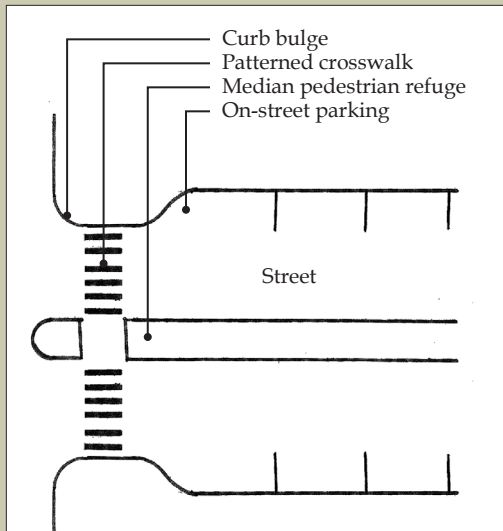 Curb bulge
Patterned crosswalk
Median pedestrian refuge
On-street parking
Street